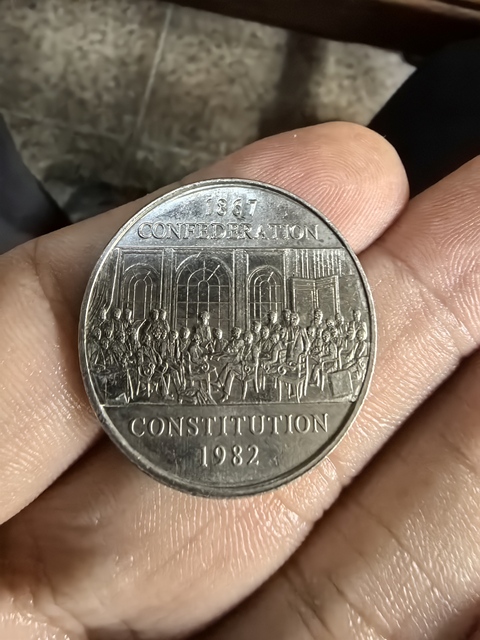 1867
CONFEDERATION
CONSTITUTION
1982